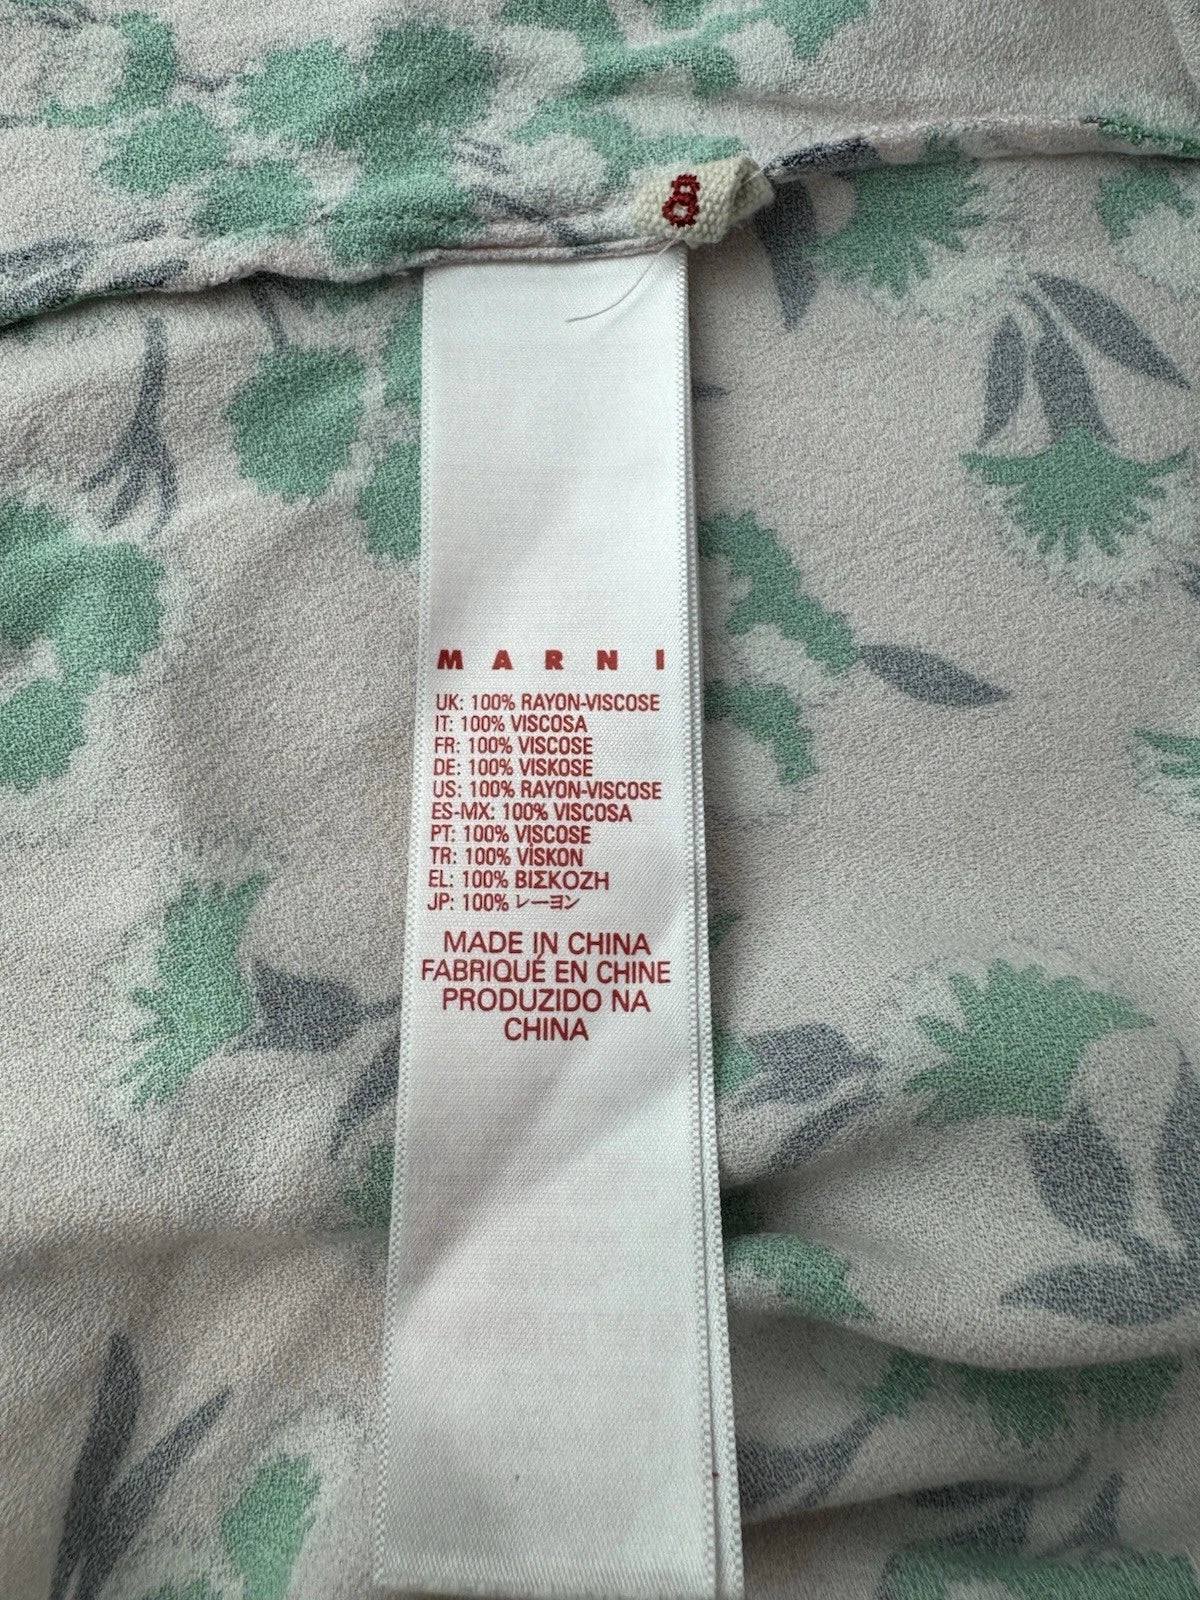 8
MARNI
UK: 100% RAYON-VISCOSE
IT: 100% VISCOSA
FR: 100% VISCOSE
DE: 100% VISKOSE
US: 100% RAYON-VISCOSE
ES-MX: 100% VISCOSA
PT: 100% VISCOSE
TR: 100% VİSKON
EL: 100% ΒΙΣΚΟΖΗ
JP: 100% レーヨン
MADE IN CHINA
FABRIQUÉ EN CHINE
PRODUZIDO NA
CHINA